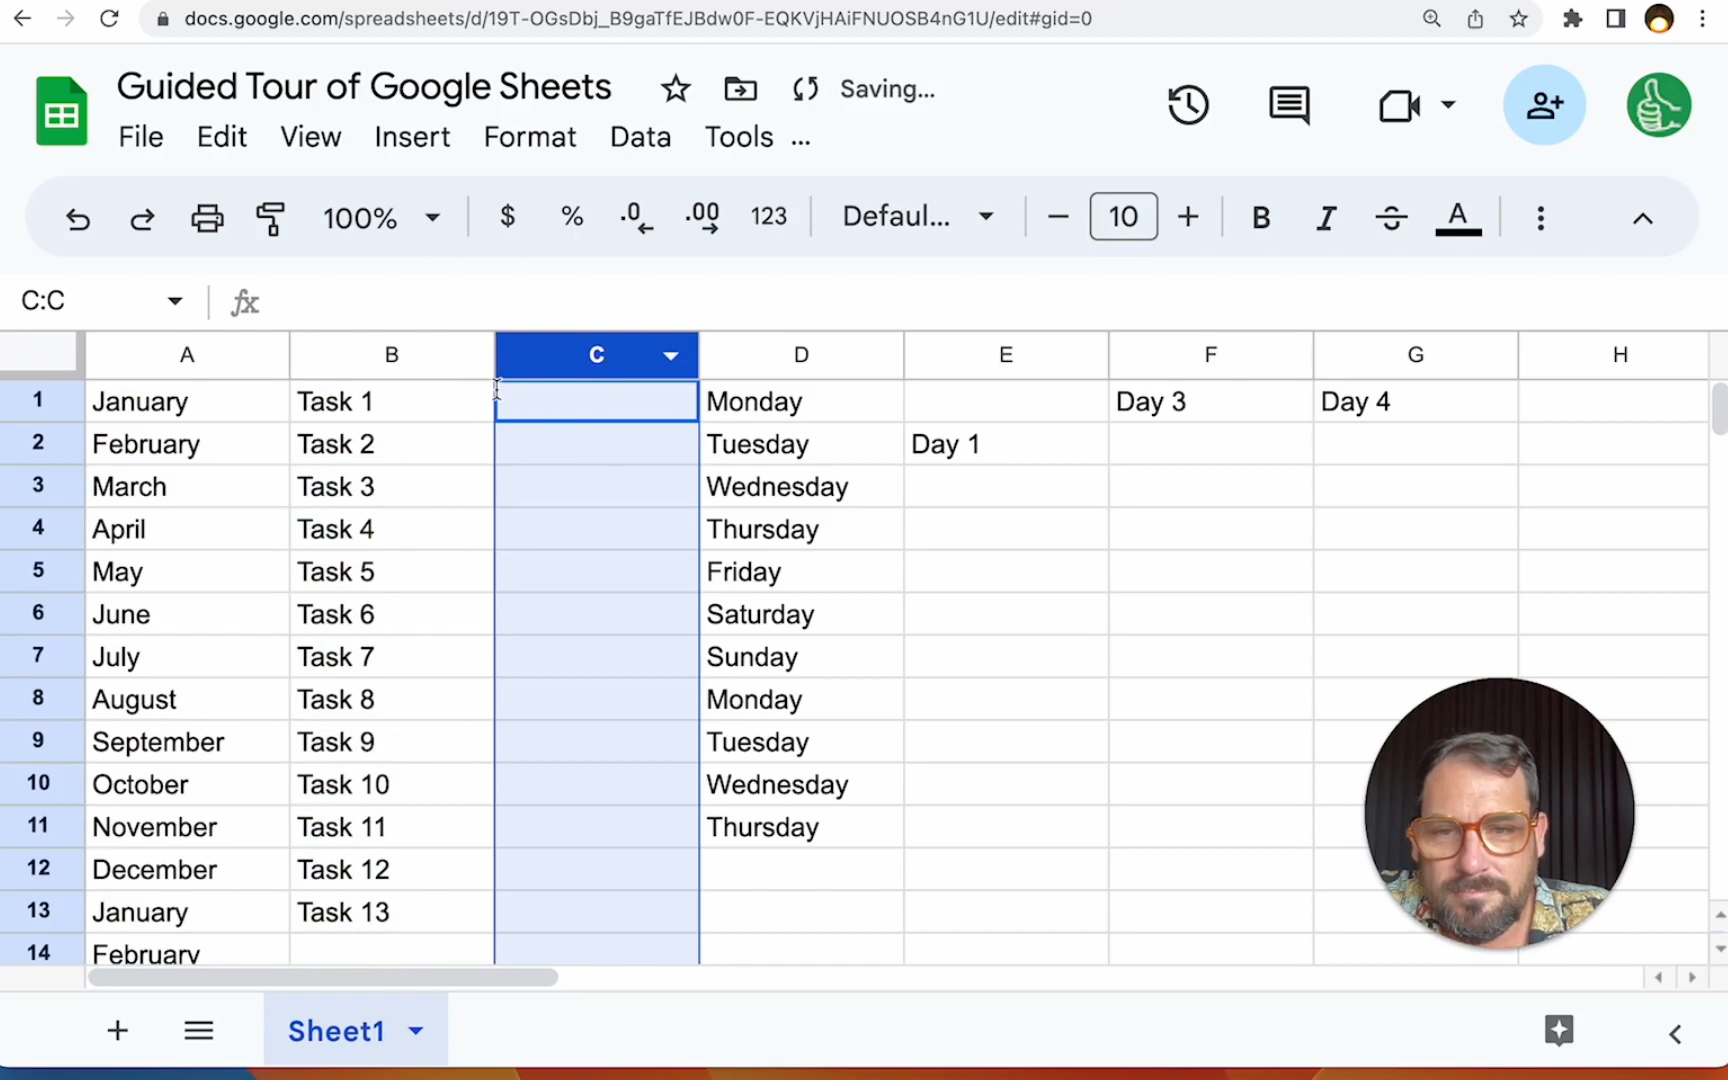 docs.google.com/spreadsheets/d/19T-OGsDbj_B9gaTfEJBdw0F-EQKVjHAiFNUOSB4nG1U/edit#gid=0
Guided Tour of Google Sheets Saving...
File Edit View Insert Format Data Tools ...
100% $ % .0 .00 123 Defaul... 10 B I S A
C:C fx
A B C D E F G H
1 January Task 1 Monday Day 3 Day 4
2 February Task 2 Tuesday Day 1
3 March Task 3 Wednesday
4 April Task 4 Thursday
5 May Task 5 Friday
6 June Task 6 Saturday
7 July Task 7 Sunday
8 August Task 8 Monday
9 September Task 9 Tuesday
10 October Task 10 Wednesday
11 November Task 11 Thursday
12 December Task 12
13 January Task 13
14 February
Sheet1